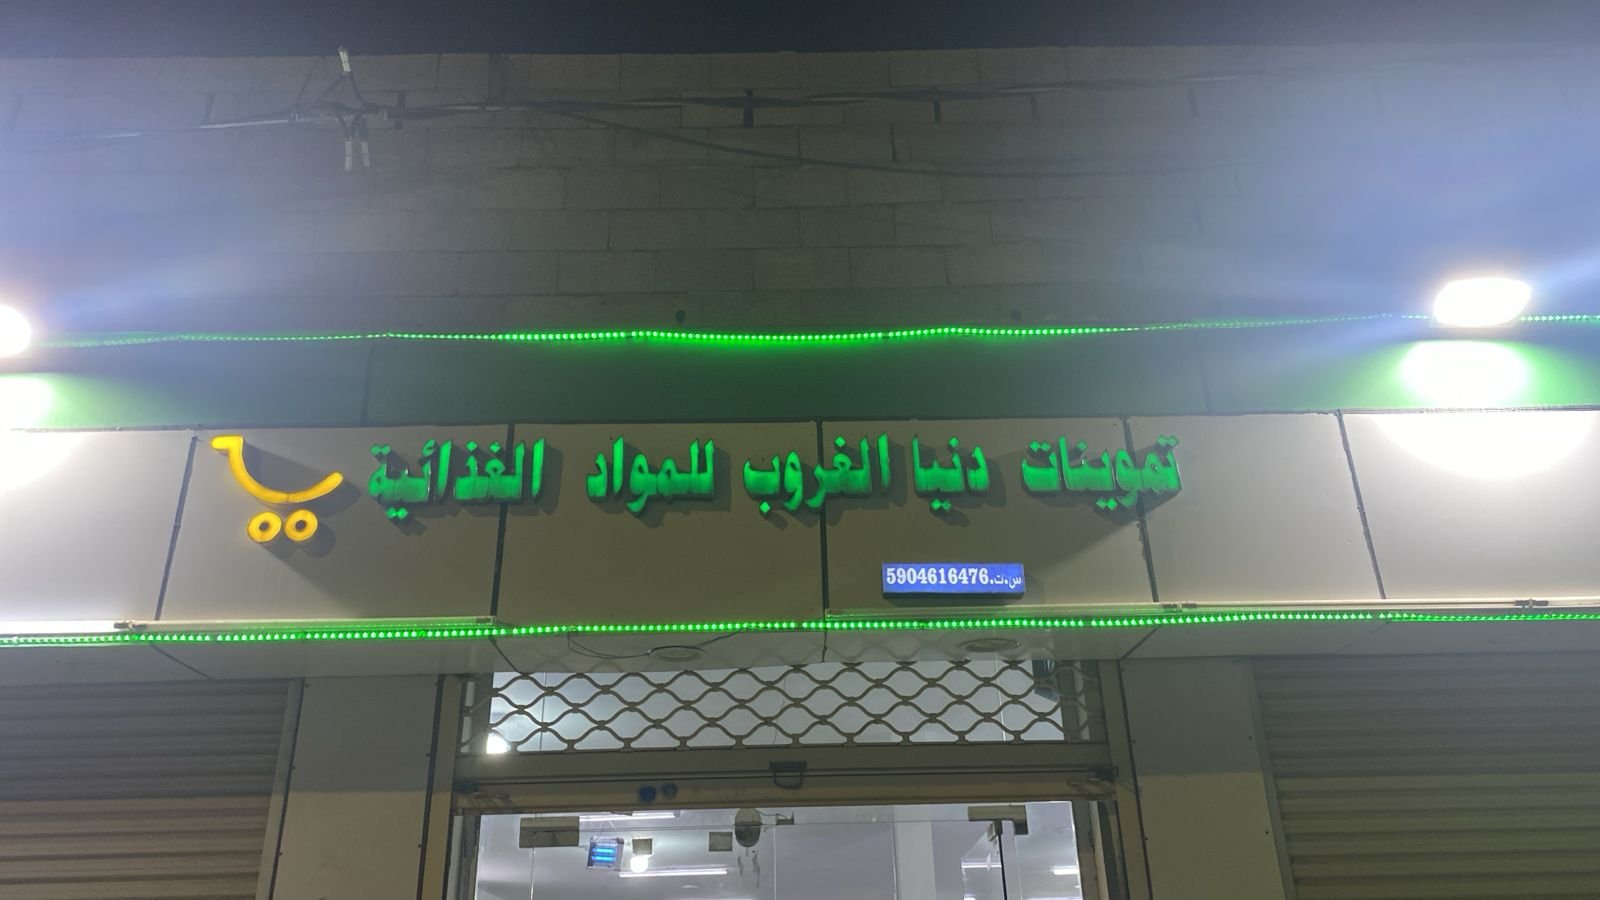 تموينات دنيا الغروب للمواد الغذائية
س.ت.5904616476